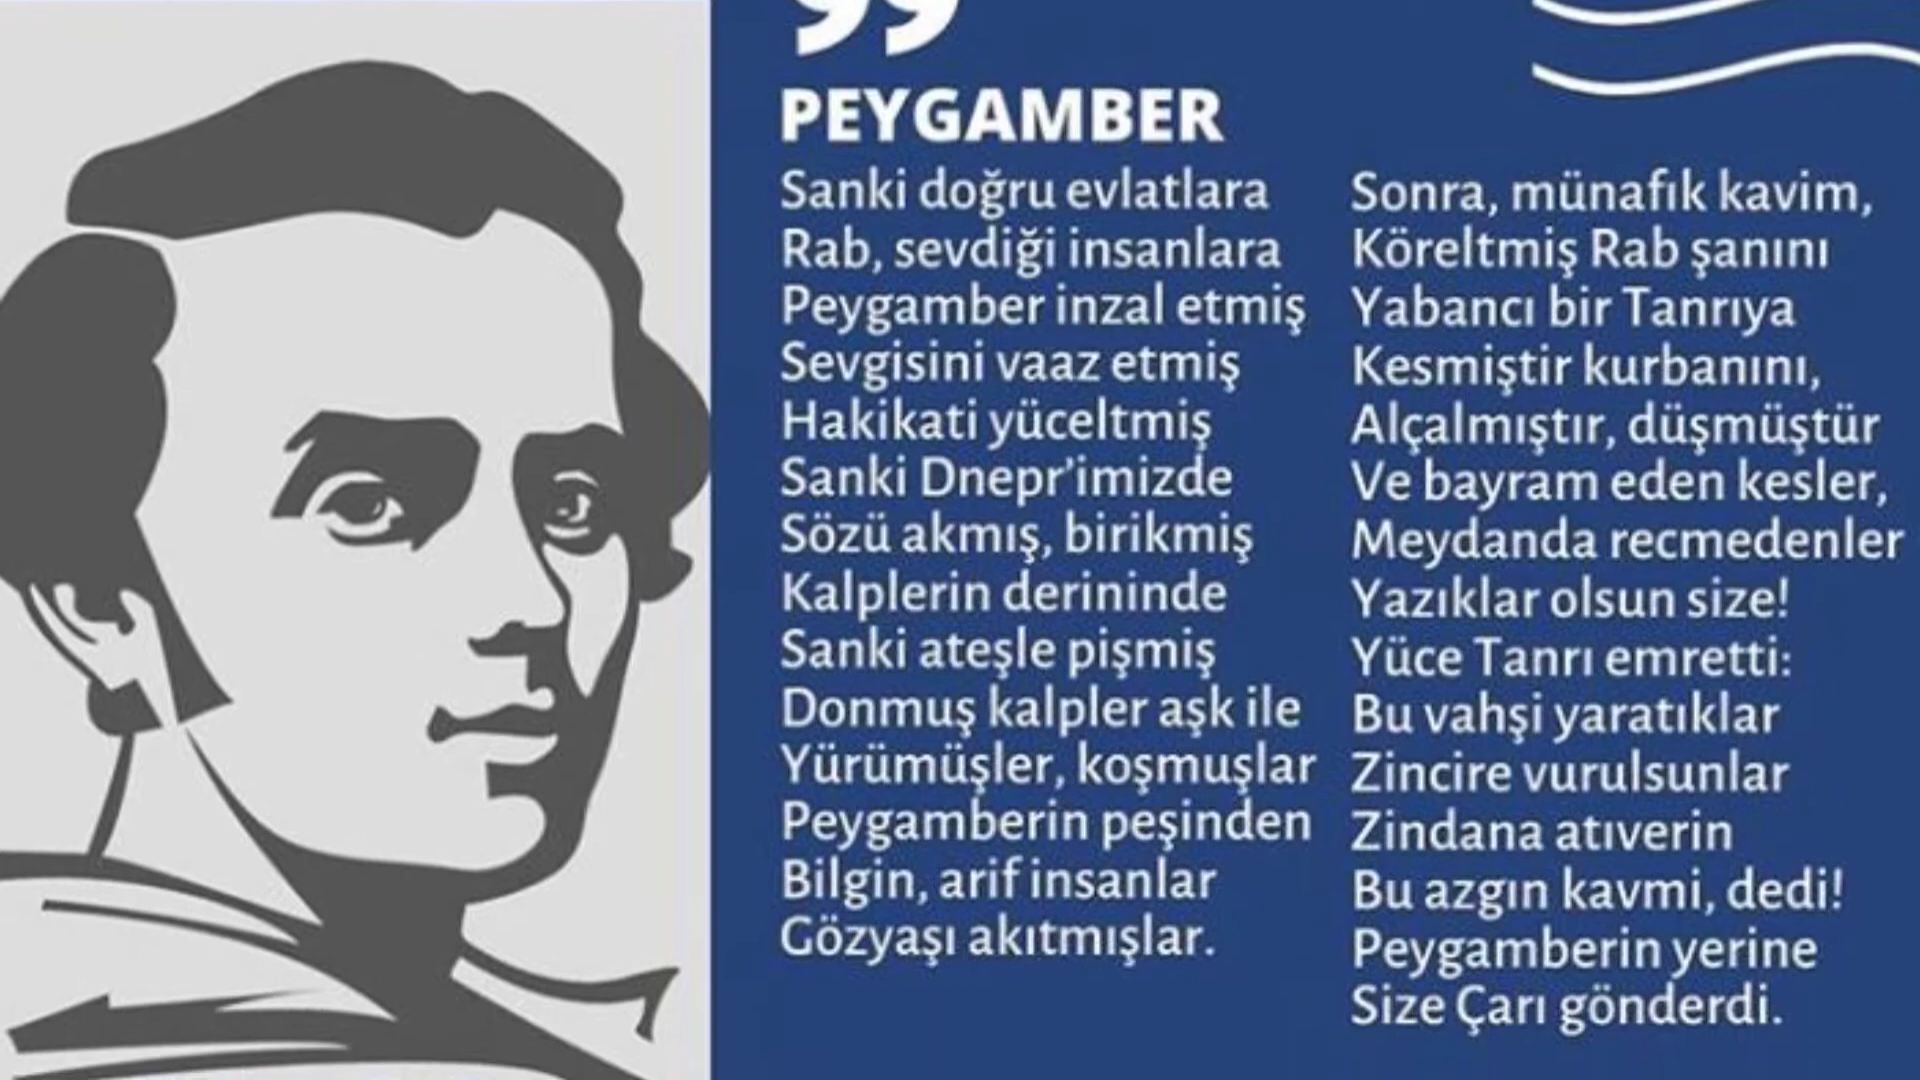 ”
PEYGAMBER
Sanki doğru evlatlara
Rab, sevdiği insanlara
Peygamber inzal etmiş
Sevgisini vaaz etmiş
Hakikati yüceltmiş
Sanki Dnepr’imizde
Sözü akmış, birikmiş
Kalplerin derininde
Sanki ateşle pişmiş
Donmuş kalpler aşk ile
Yürümüşler, koşmuşlar
Peygamberin peşinden
Bilgin, arif insanlar
Gözyaşı akıtmışlar.
Sonra, münafık kavim,
Köreltmiş Rab şanını
Yabancı bir Tanrıya
Kesmiştir kurbanını,
Alçalmıştır, düşmüştür
Ve bayram eden kesler,
Meydanda recmedenler
Yazıklar olsun size!
Yüce Tanrı emretti:
Bu vahşi yaratıklar
Zincire vurulsunlar
Zindana atıverin
Bu azgın kavmi, dedi!
Peygamberin yerine
Size Çarı gönderdi.